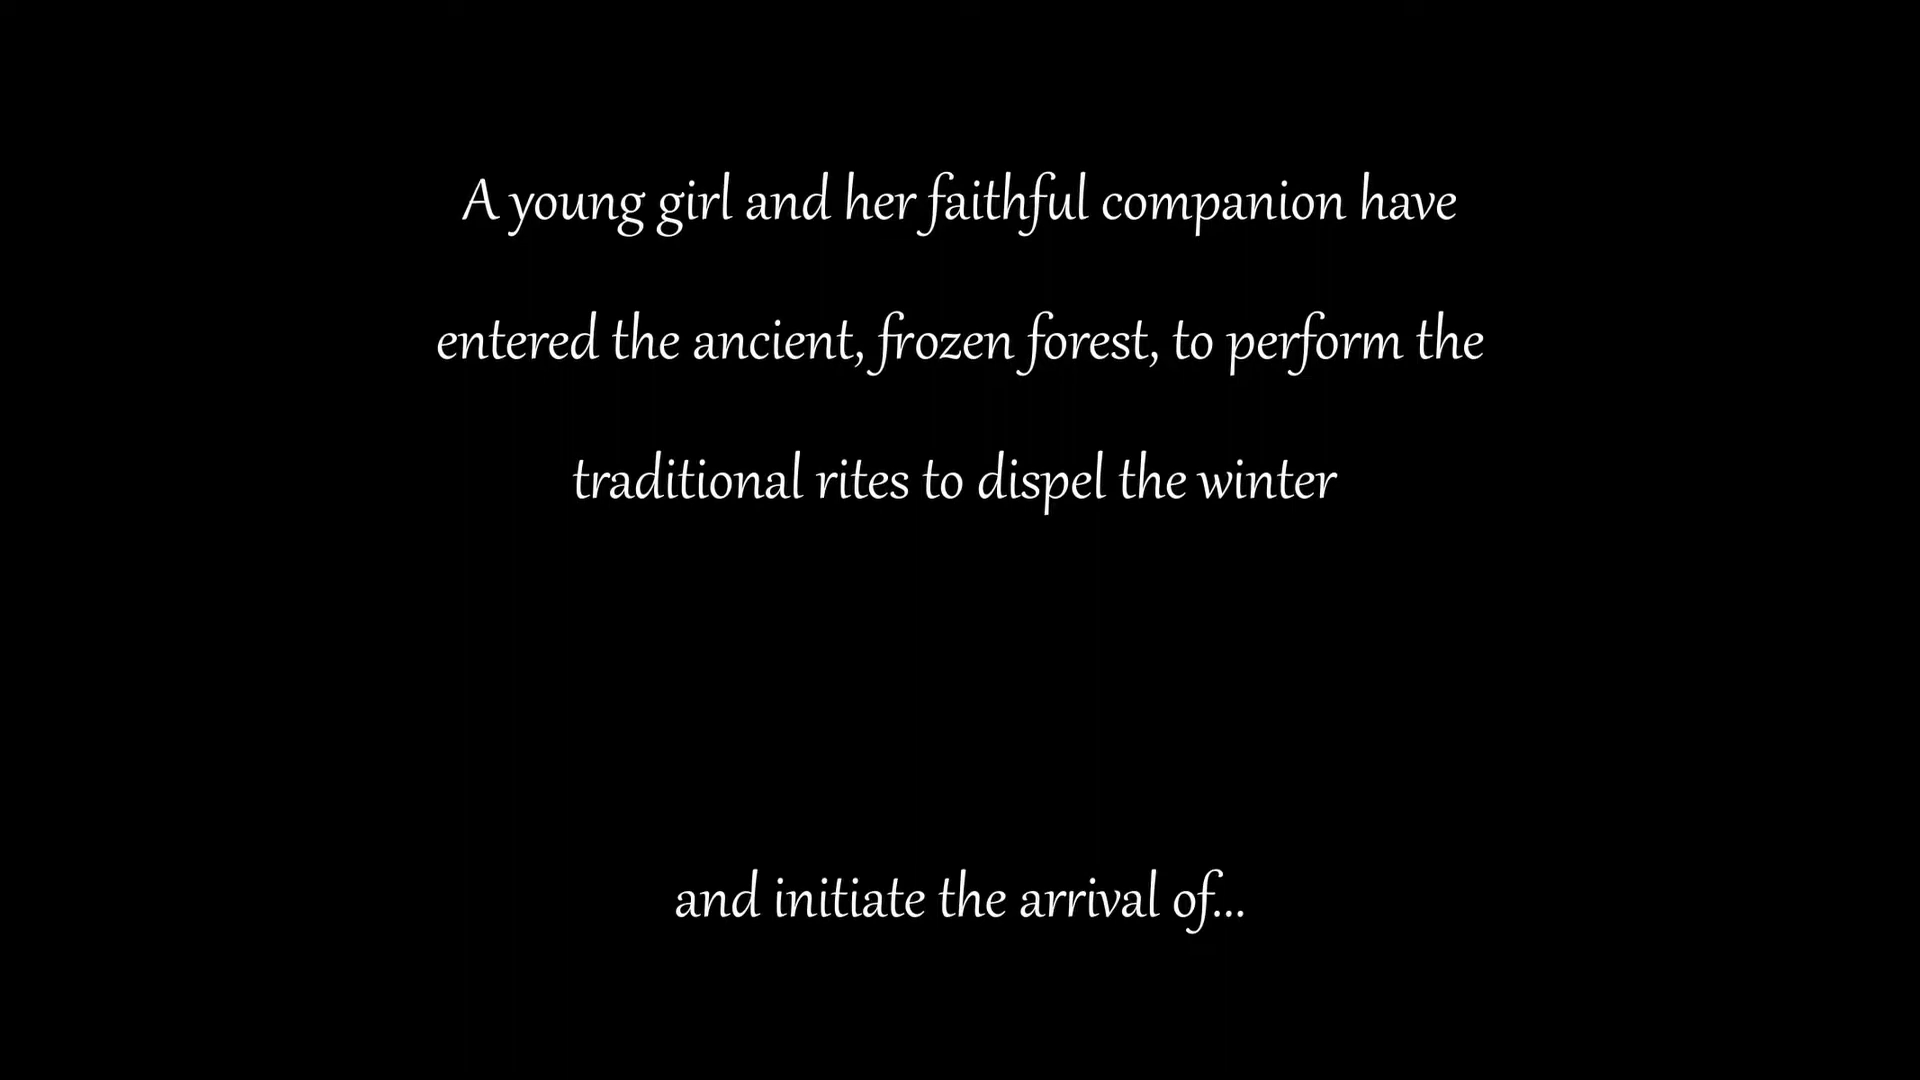 A young girl and her faithful companion have
entered the ancient, frozen forest, to perform the
traditional rites to dispel the winter
and initiate the arrival of...